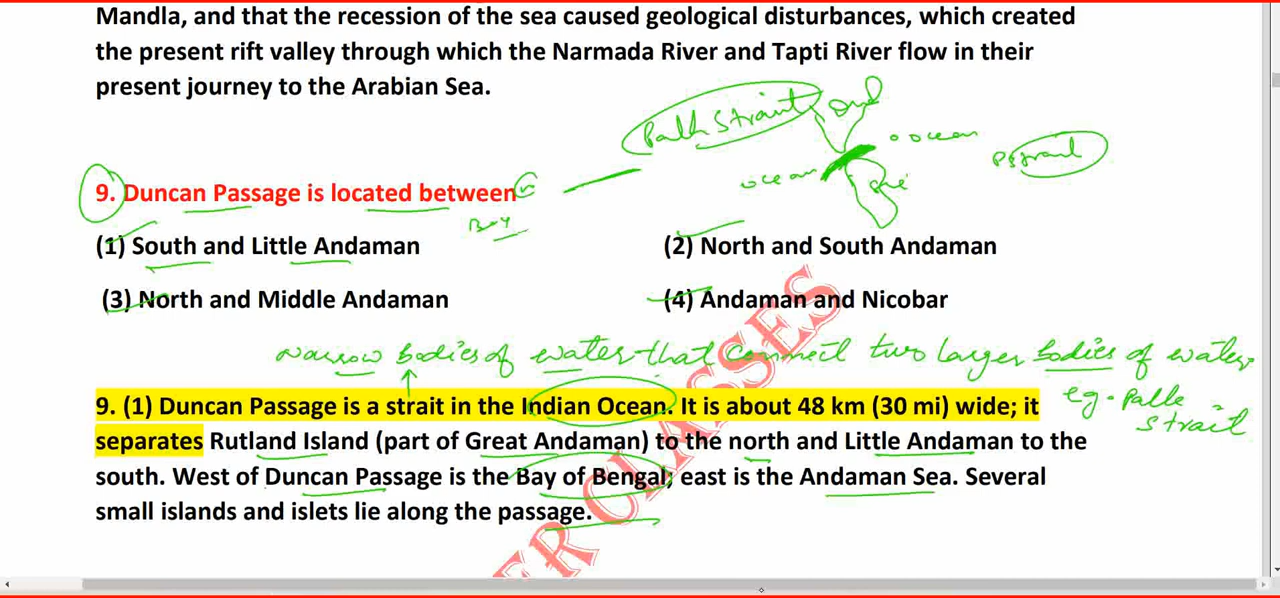 Mandla, and that the recession of the sea caused geological disturbances, which created
the present rift valley through which the Narmada River and Tapti River flow in their
present journey to the Arabian Sea.
Palk Strait
ocean
ocean
9. Duncan Passage is located between
(1) South and Little Andaman
(2) North and South Andaman
(3) North and Middle Andaman
(4) Andaman and Nicobar
narrow bodies of water that connect two larger bodies of water.
eg. Palk
strait
9. (1) Duncan Passage is a strait in the Indian Ocean. It is about 48 km (30 mi) wide; it
separates Rutland Island (part of Great Andaman) to the north and Little Andaman to the
south. West of Duncan Passage is the Bay of Bengal; east is the Andaman Sea. Several
small islands and islets lie along the passage.
ER CLASSES